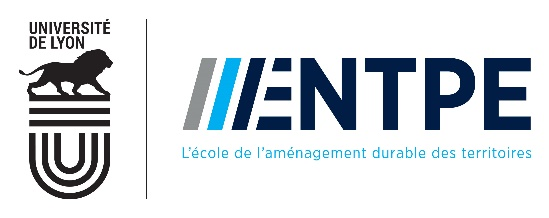 UNIVERSITÉ
DE LYON
ENTPE
L'école de l'aménagement durable des territoires